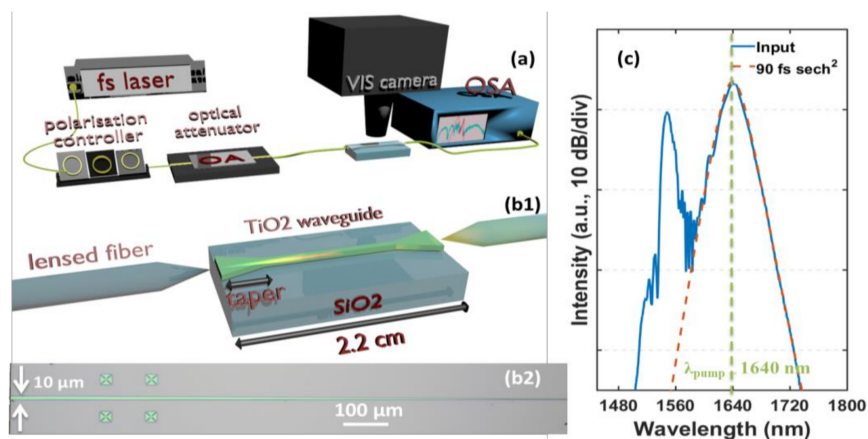 (a)
fs laser
VIS camera
OSA
polarisation
controller
optical
attenuator
OA
(b1)
TiO2 waveguide
lensed fiber
taper
SiO2
2.2 cm
(b2)
10 µm
100 µm
(c)
Input
90 fs sech²
Intensity (a.u., 10 dB/div)
λpump 1640 nm
1480 1560 1640 1720 1800
Wavelength (nm)